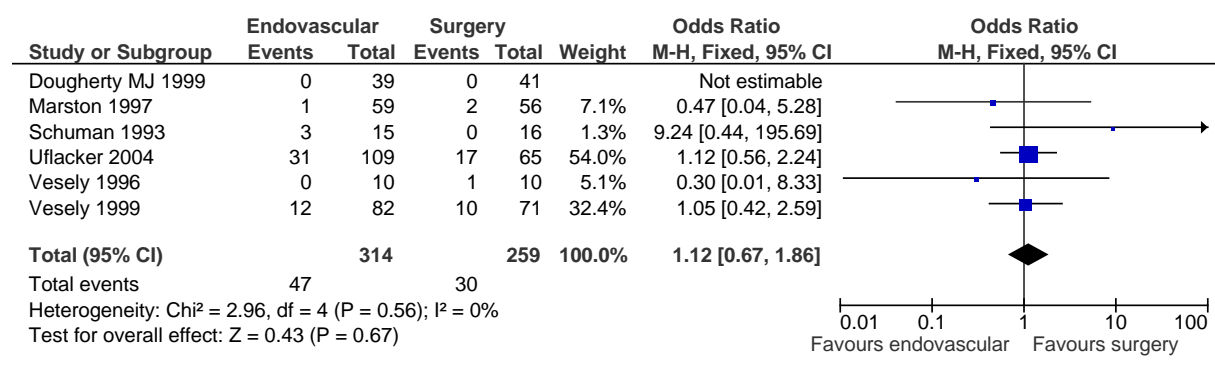 Endovascular Surgery Odds Ratio Odds Ratio
Study or Subgroup Events Total Events Total Weight M-H, Fixed, 95% CI M-H, Fixed, 95% CI
Dougherty MJ 1999 0 39 0 41 Not estimable
Marston 1997 1 59 2 56 7.1% 0.47 [0.04, 5.28]
Schuman 1993 3 15 0 16 1.3% 9.24 [0.44, 195.69]
Uflacker 2004 31 109 17 65 54.0% 1.12 [0.56, 2.24]
Vesely 1996 0 10 1 10 5.1% 0.30 [0.01, 8.33]
Vesely 1999 12 82 10 71 32.4% 1.05 [0.42, 2.59]
Total (95% CI) 314 259 100.0% 1.12 [0.67, 1.86]
Total events 47 30
Heterogeneity: Chi² = 2.96, df = 4 (P = 0.56); I² = 0%
Test for overall effect: Z = 0.43 (P = 0.67)
0.01 0.1 1 10 100
Favours endovascular Favours surgery